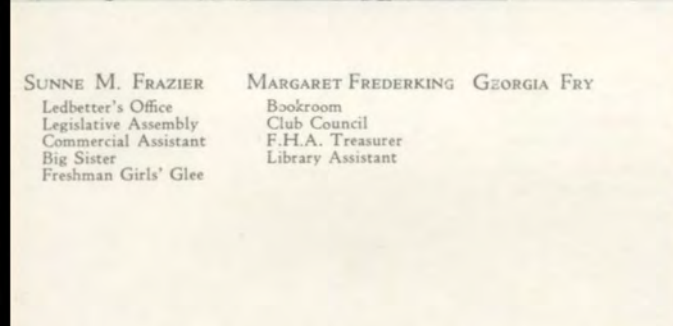 SUNNE M. FRAZIER
Ledbetter's Office
Legislative Assembly
Commercial Assistant
Big Sister
Freshman Girls' Glee
MARGARET FREDERKING
Bookroom
Club Council
F.H.A. Treasurer
Library Assistant
GEORGIA FRY